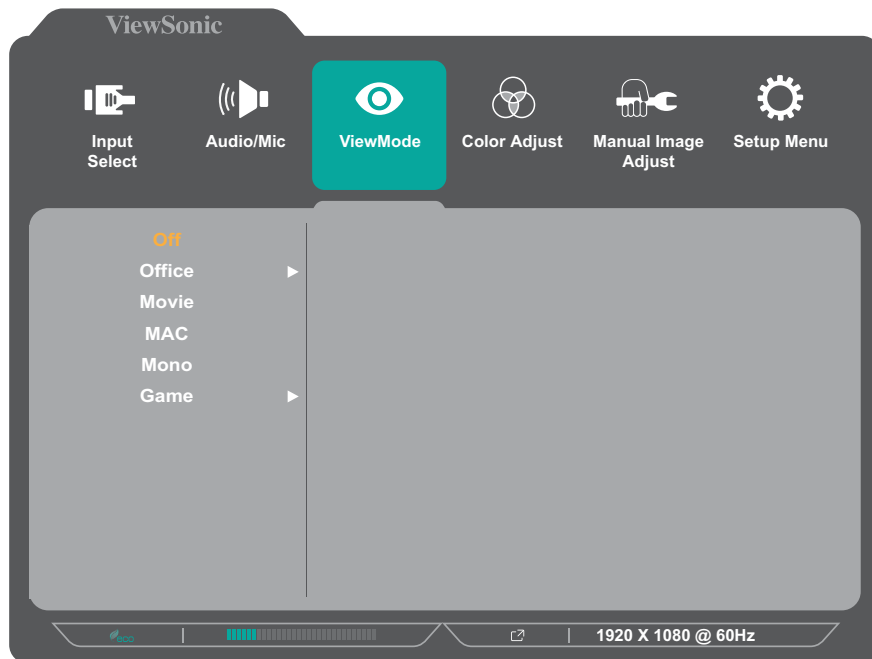 ViewSonic
Input
Select
Audio/Mic
ViewMode
Color Adjust
Manual Image
Adjust
Setup Menu
Off
Office
Movie
MAC
Mono
Game
eco
1920 X 1080 @ 60Hz